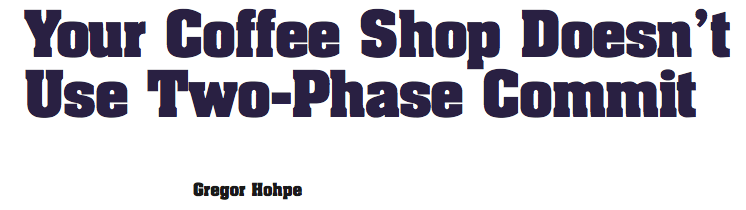 Your Coffee Shop Doesn’t
Use Two-Phase Commit
Gregor Hohpe